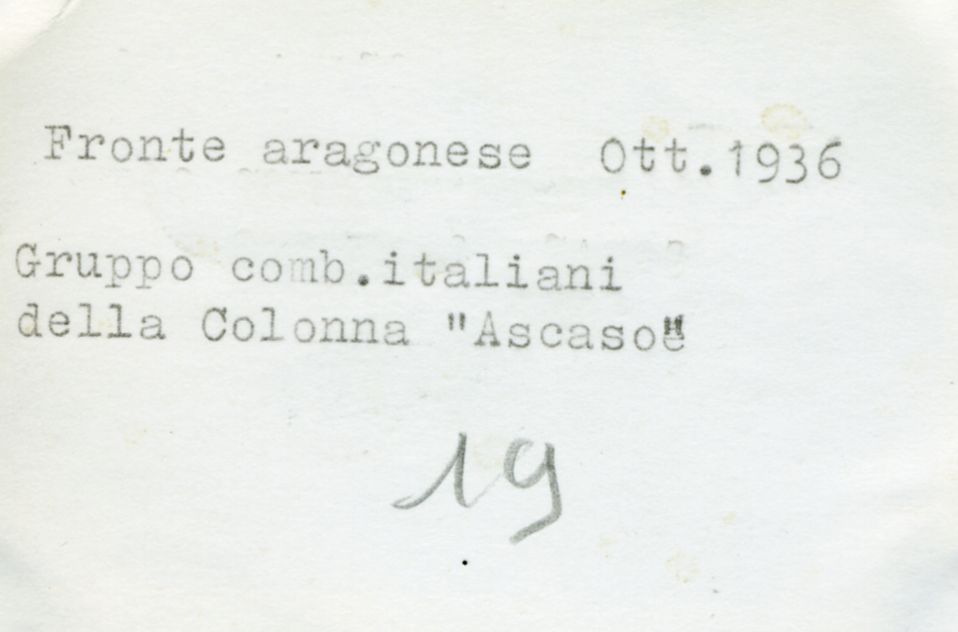 Fronte aragonese Ott.1936
Gruppo comb.italiani
della Colonna "Ascaso"
19